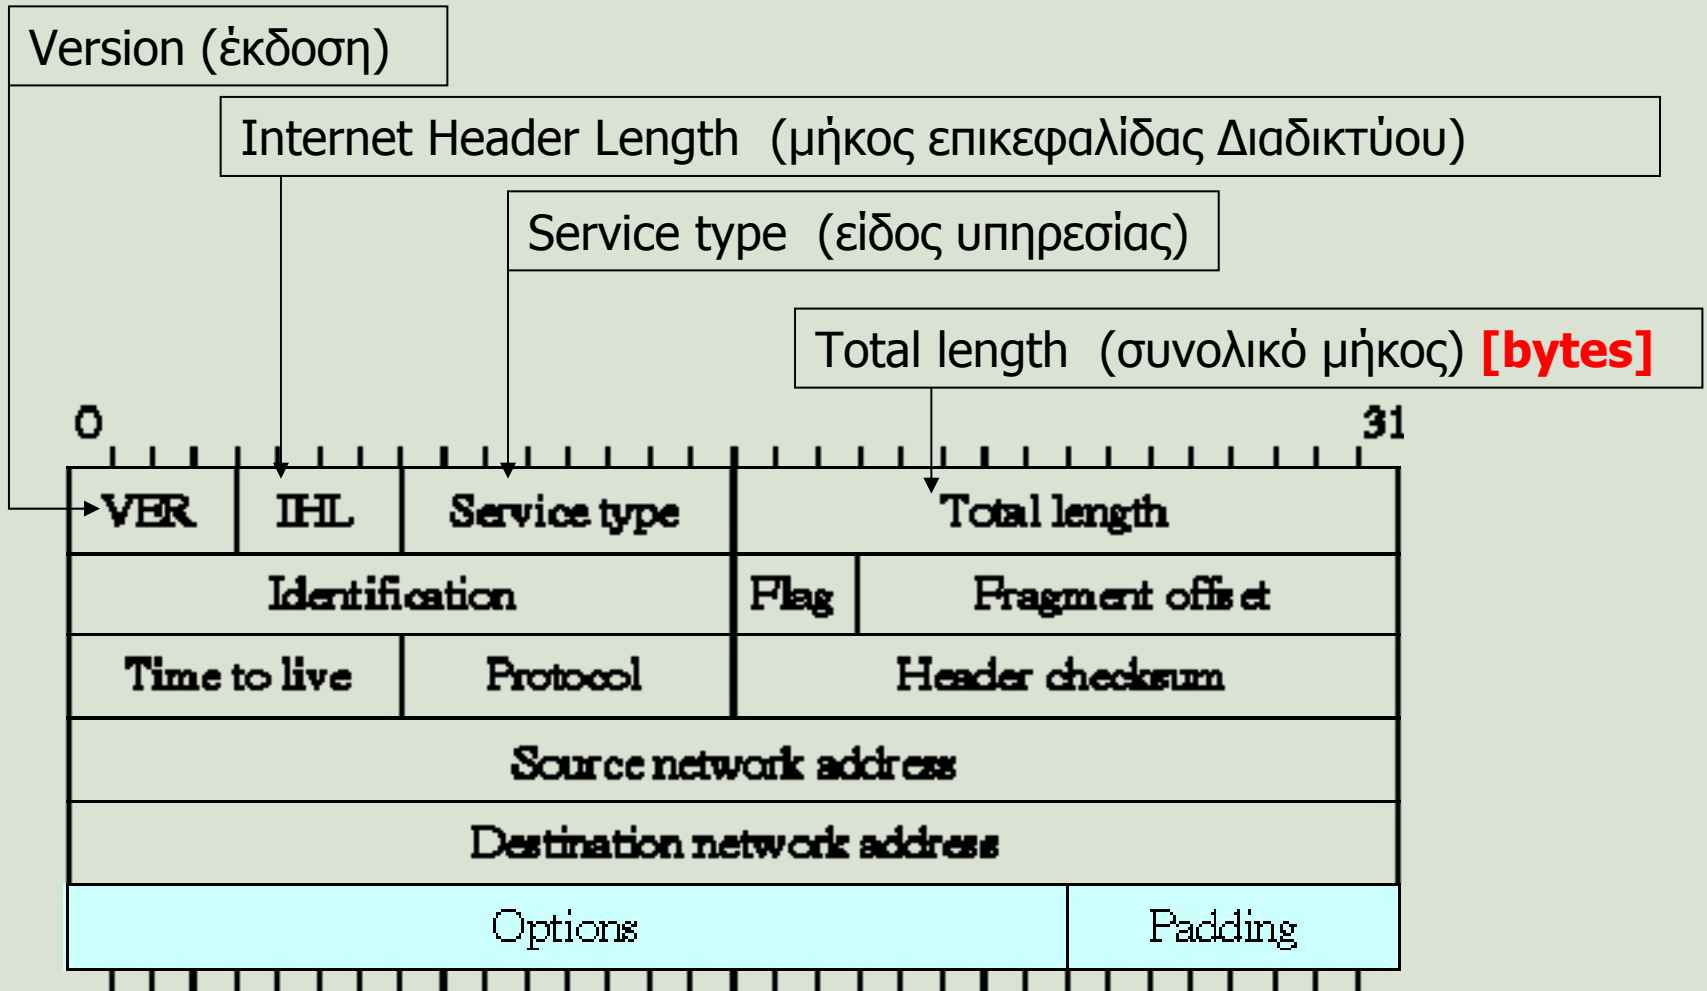 Version (έκδοση)
Internet Header Length (μήκος επικεφαλίδας Διαδικτύου)
Service type (είδος υπηρεσίας)
Total length (συνολικό μήκος) [bytes]
0 31
VER IHL Service type Total length
Identification Flag Fragment offset
Time to live Protocol Header checksum
Source network address
Destination network address
Options Padding